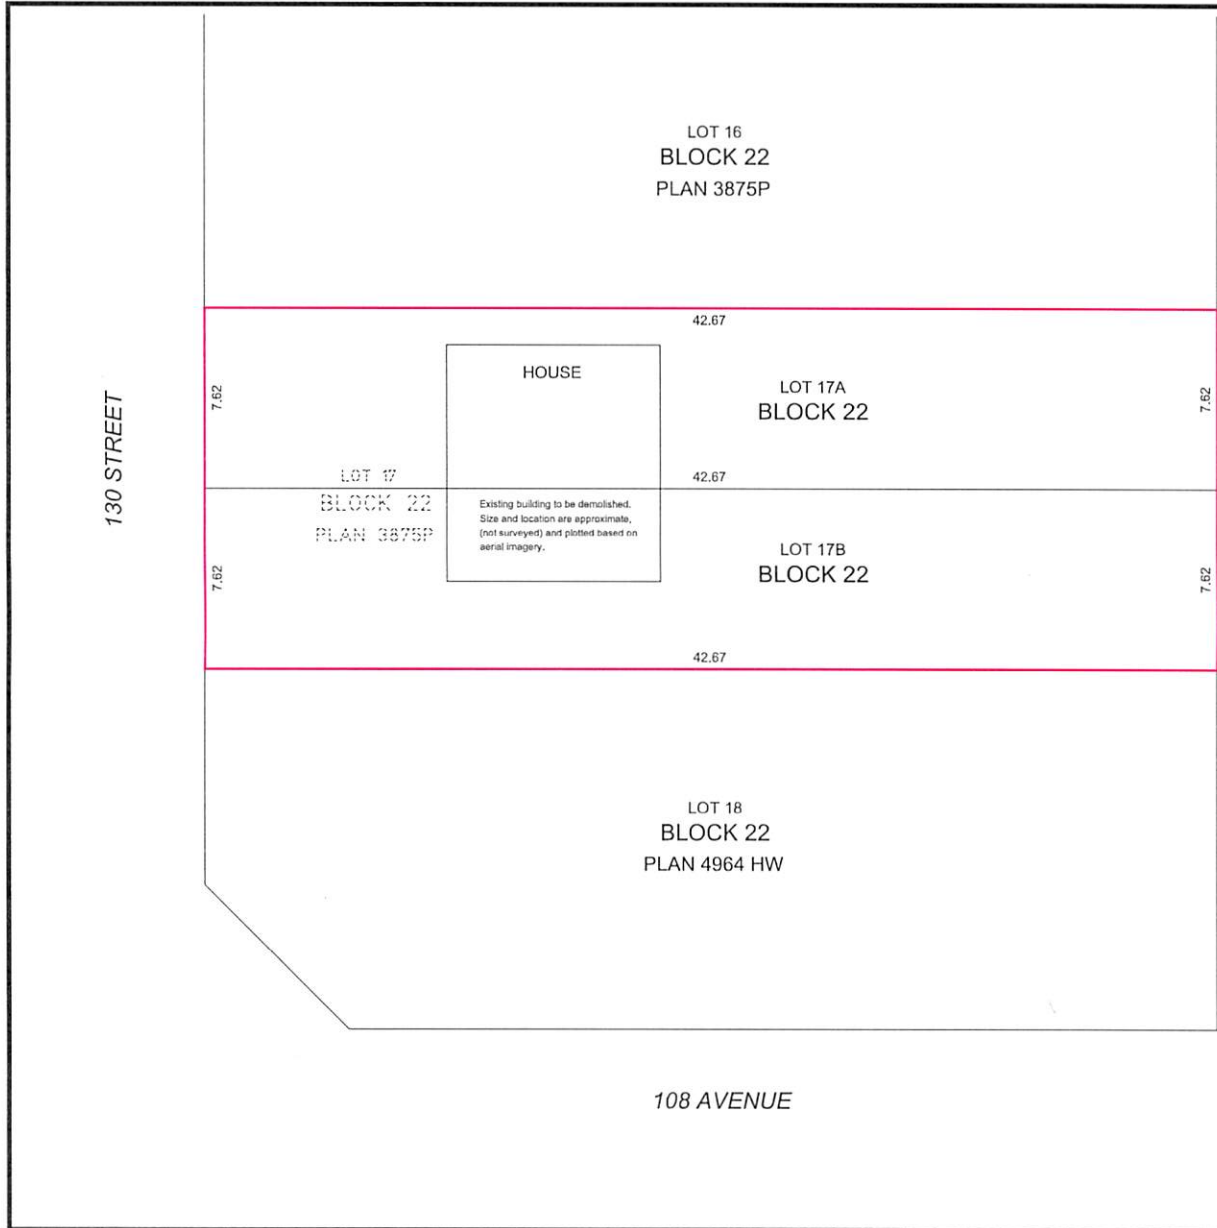 LOT 16
BLOCK 22
PLAN 3875P
42.67
HOUSE
7.62
LOT 17A
BLOCK 22
7.62
130 STREET
42.67
LOT 17
BLOCK 22
PLAN 3875P
Existing building to be demolished.
Size and location are approximate,
(not surveyed) and plotted based on
aerial imagery.
LOT 17B
BLOCK 22
7.62
7.62
42.67
LOT 18
BLOCK 22
PLAN 4964 HW
108 AVENUE